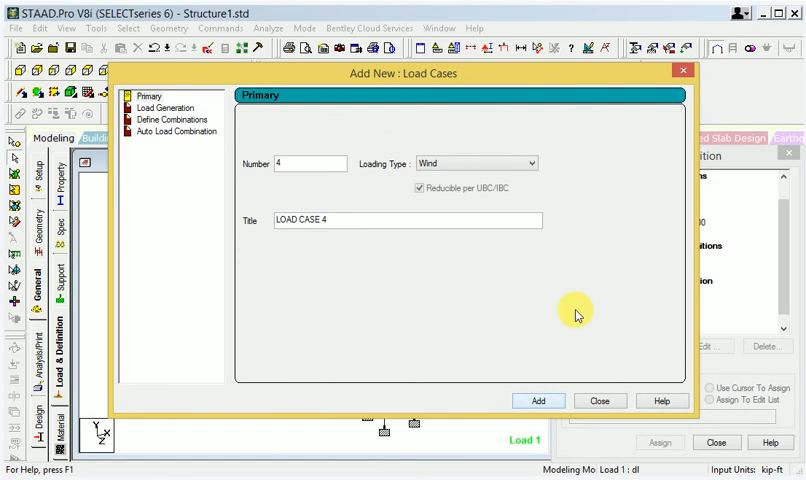 STAAD.Pro V8i (SELECTseries 6) - Structure1.std
File Edit View Tools Select Geometry Commands Analyze Mode Bentley Cloud Services Window Help
Modeling
Setup
Geometry
General
Analysis/Print
Design
Property
Spec
Support
Load & Definition
Material
Add New : Load Cases
Primary
Load Generation
Define Combinations
Auto Load Combination
Primary
Number 4 Loading Type : Wind
Reducible per UBC/IBC
Title LOAD CASE 4
Add Close Help
ed Slab Design Earthq
ition
ns
00
nitions
ion
Edit ... Delete...
Use Cursor To Assign
Assign To Edit List
Assign Close Help
Y
Z X
Load 1
For Help, press F1 Modeling Mo Load 1 : dl Input Units: kip-ft